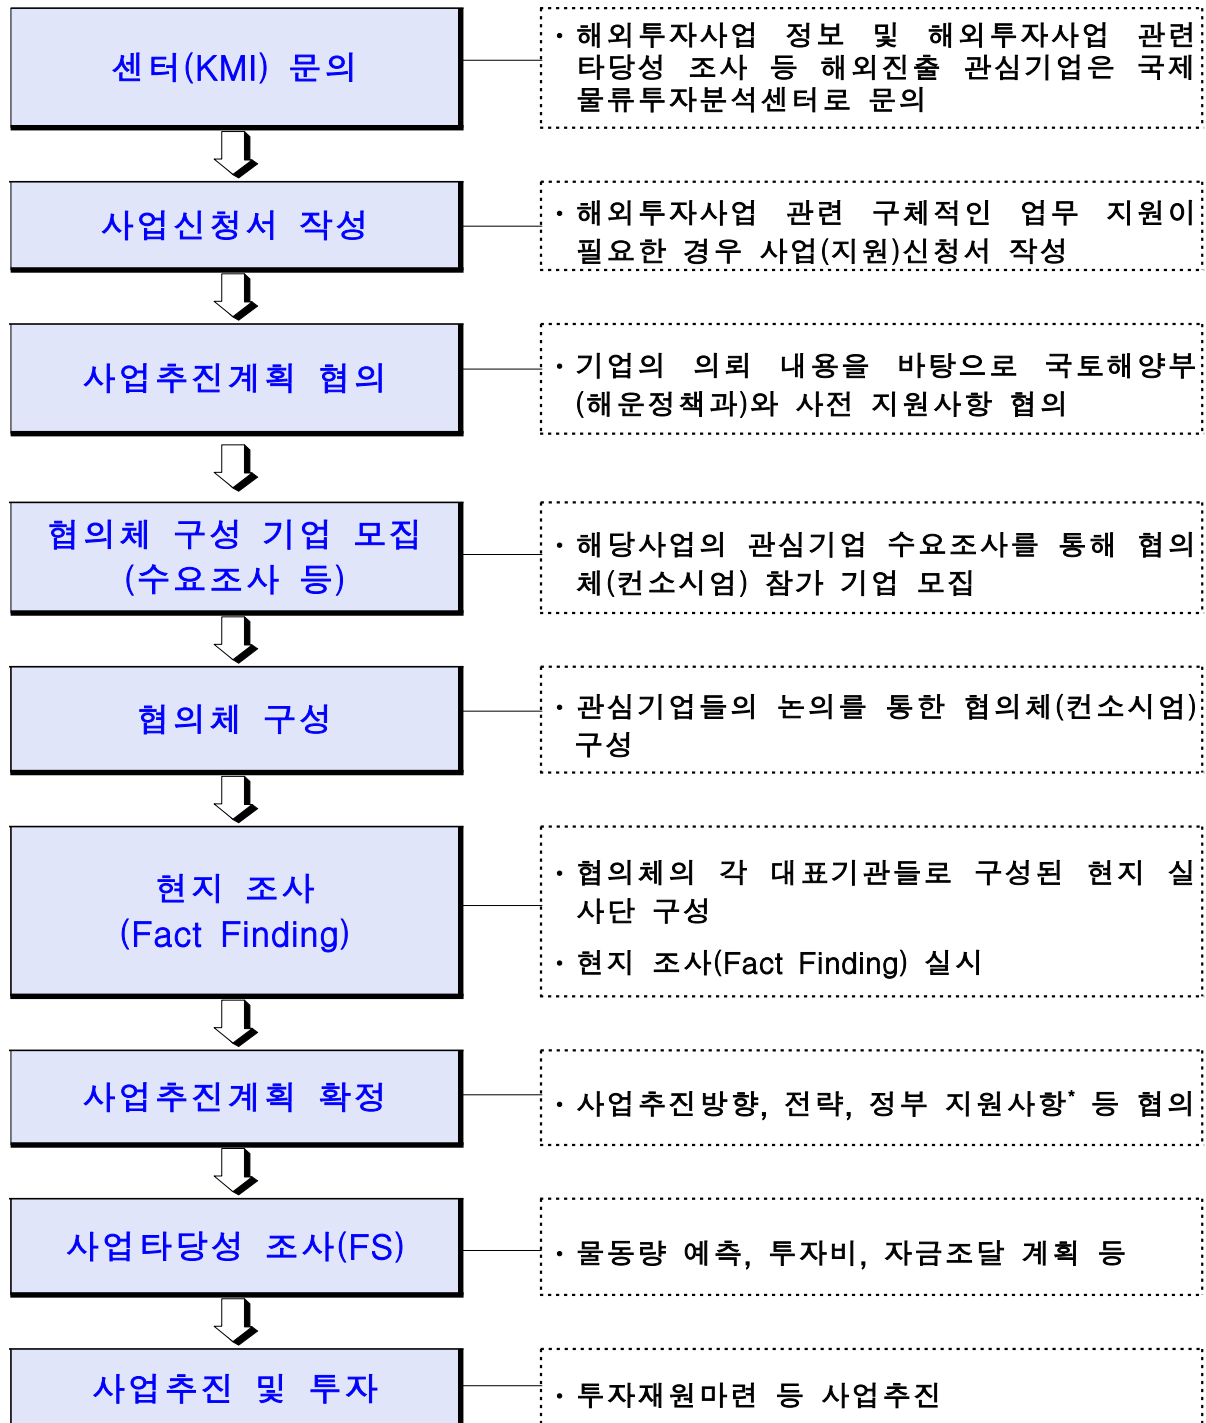 센터(KMI) 문의
· 해외투자사업 정보 및 해외투자사업 관련
타당성 조사 등 해외진출 관심기업은 국제
물류투자분석센터로 문의
사업신청서 작성
· 해외투자사업 관련 구체적인 업무 지원이
필요한 경우 사업(지원)신청서 작성
사업추진계획 협의
· 기업의 의뢰 내용을 바탕으로 국토해양부
(해운정책과)와 사전 지원사항 협의
협의체 구성 기업 모집
(수요조사 등)
· 해당사업의 관심기업 수요조사를 통해 협의
체(컨소시엄) 참가 기업 모집
협의체 구성
· 관심기업들의 논의를 통한 협의체(컨소시엄)
구성
현지 조사
(Fact Finding)
· 협의체의 각 대표기관들로 구성된 현지 실
사단 구성
· 현지 조사(Fact Finding) 실시
사업추진계획 확정
· 사업추진방향, 전략, 정부 지원사항* 등 협의
사업타당성 조사(FS)
· 물동량 예측, 투자비, 자금조달 계획 등
사업추진 및 투자
· 투자재원마련 등 사업추진